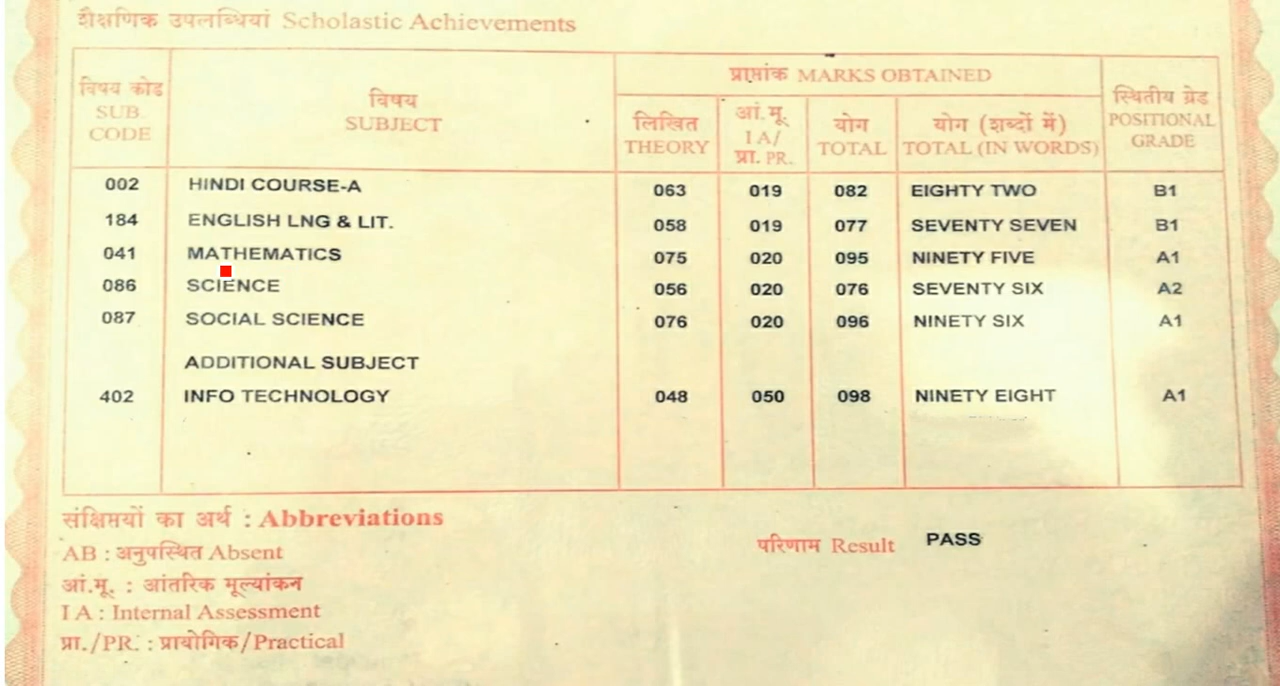 शैक्षणिक उपलब्धियां Scholastic Achievements
विषय कोड SUB. CODE विषय SUBJECT प्राप्तांक MARKS OBTAINED स्थितीय ग्रेड POSITIONAL GRADE
लिखित THEORY आं.मू. I A/ प्रा. PR. योग TOTAL योग (शब्दों में) TOTAL (IN WORDS)
002 HINDI COURSE-A 063 019 082 EIGHTY TWO B1
184 ENGLISH LNG & LIT. 058 019 077 SEVENTY SEVEN B1
041 MATHEMATICS 075 020 095 NINETY FIVE A1
086 SCIENCE 056 020 076 SEVENTY SIX A2
087 SOCIAL SCIENCE 076 020 096 NINETY SIX A1
ADDITIONAL SUBJECT
402 INFO TECHNOLOGY 048 050 098 NINETY EIGHT A1
संक्षिप्तियों का अर्थ : Abbreviations
AB : अनुपस्थित Absent
परिणाम Result PASS
आं.मू. : आंतरिक मूल्यांकन
I A : Internal Assessment
प्रा./PR. : प्रायोगिक/Practical